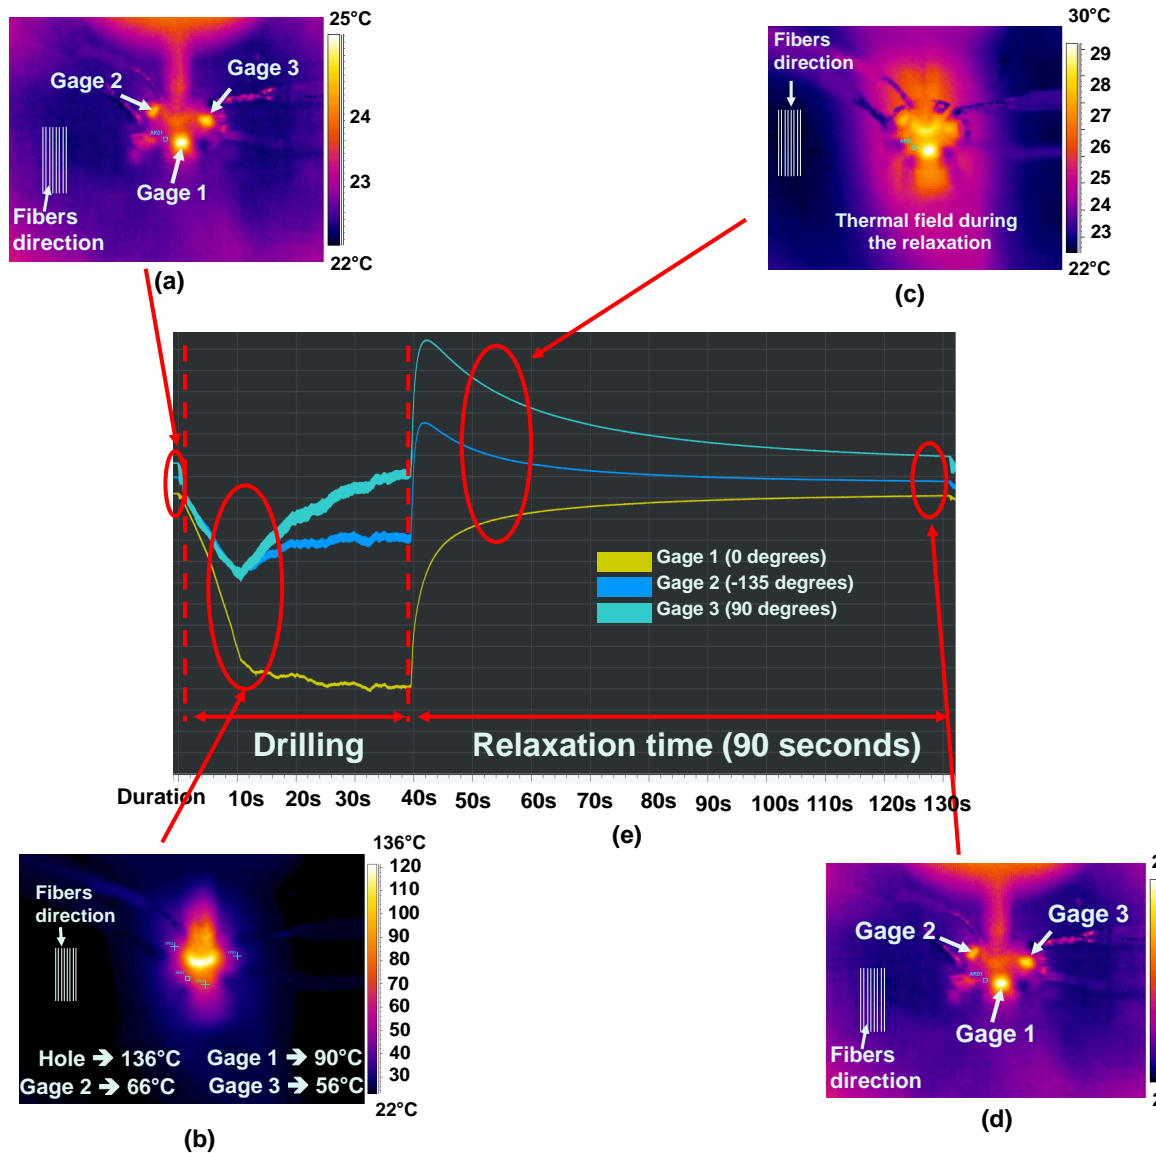 25°C
24
23
22°C
Gage 2
Gage 3
Gage 1
Fibers
direction
(a)
30°C
29
28
27
26
25
24
23
22°C
Fibers
direction
Thermal field during
the relaxation
(c)
Gage 1 (0 degrees)
Gage 2 (-135 degrees)
Gage 3 (90 degrees)
Drilling
Relaxation time (90 seconds)
Duration 10s 20s 30s 40s 50s 60s 70s 80s 90s 100s 110s 120s 130s
(e)
136°C
120
110
100
90
80
70
60
50
40
30
22°C
Fibers
direction
Hole ➔ 136°C Gage 1 ➔ 90°C
Gage 2 ➔ 66°C Gage 3 ➔ 56°C
(b)
Gage 2
Gage 3
Gage 1
Fibers
direction
2
2
(d)